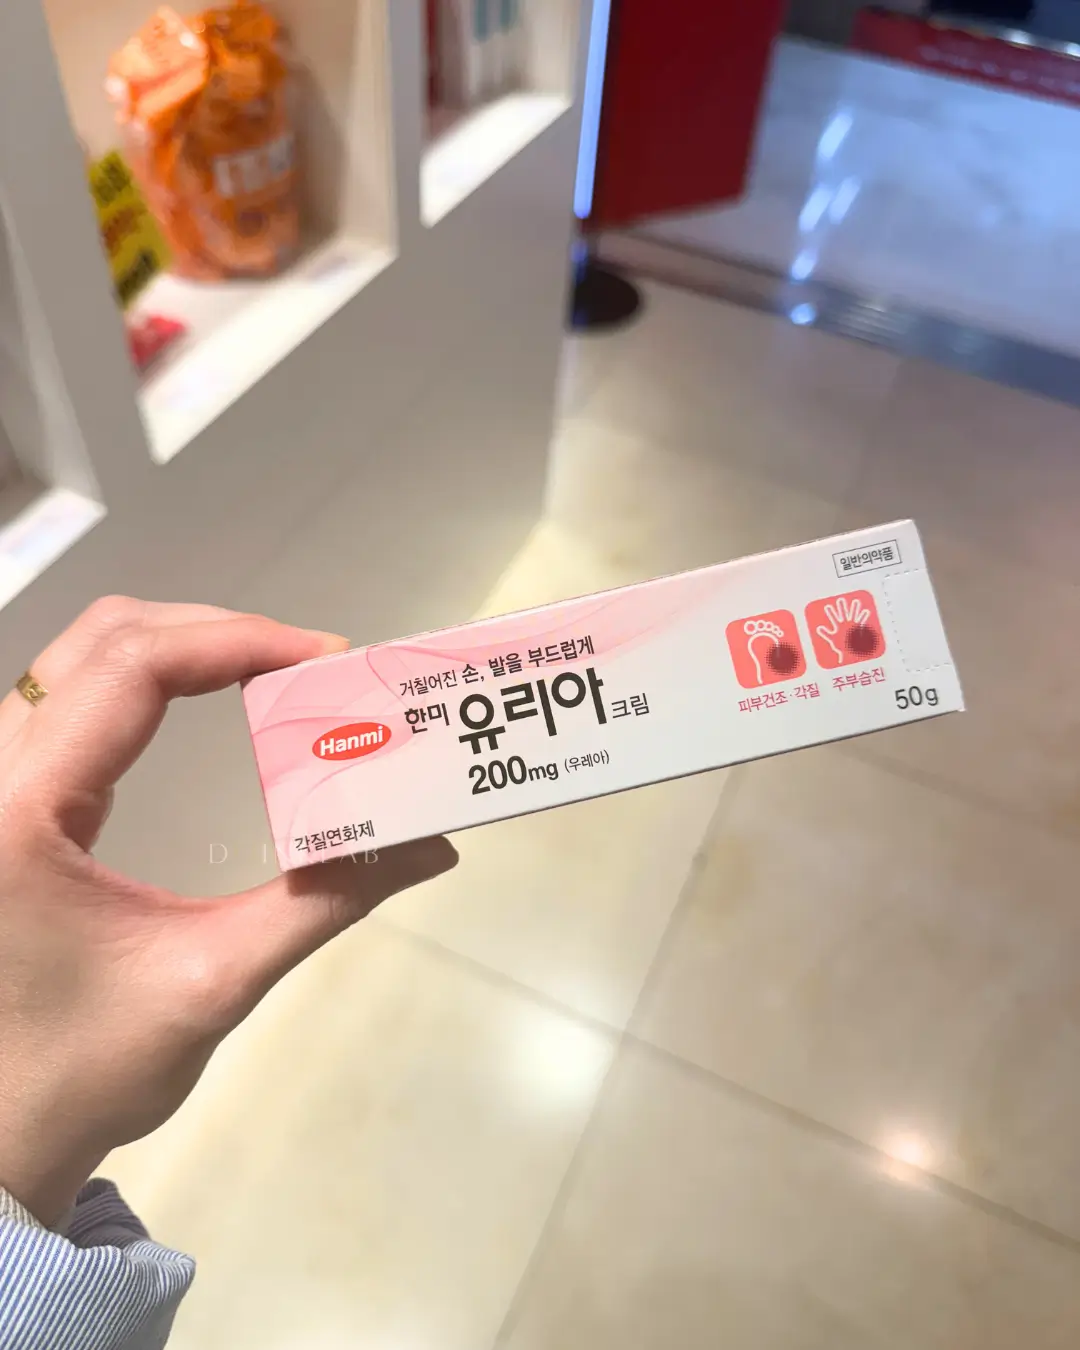 일반의약품
거칠어진 손, 발을 부드럽게
Hanmi
한미 유리아 크림
200mg (우레아)
피부건조·각질 주부습진
50g
각질연화제